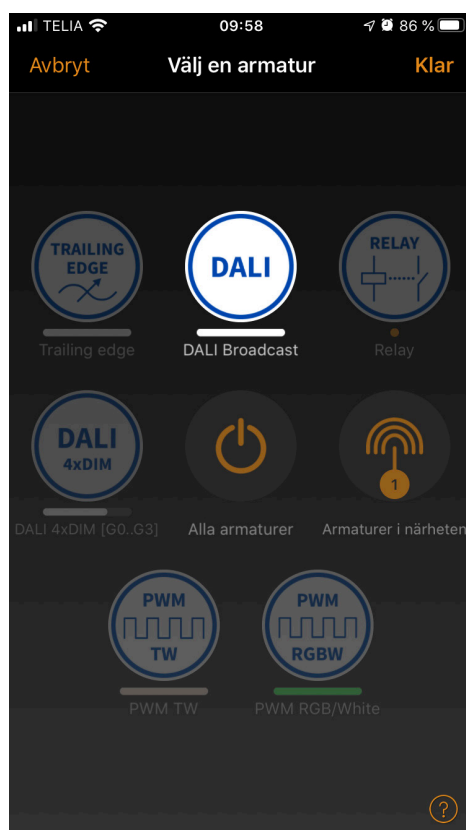 TELIA 09:58 86 %
Avbryt Välj en armatur Klar
TRAILING
EDGE
Trailing edge
DALI
DALI Broadcast
RELAY
Relay
DALI
4xDIM
DALI 4xDIM [G0..G3]
Alla armaturer
1
Armaturer i närheten
PWM
TW
PWM TW
PWM
RGBW
PWM RGB/White
?